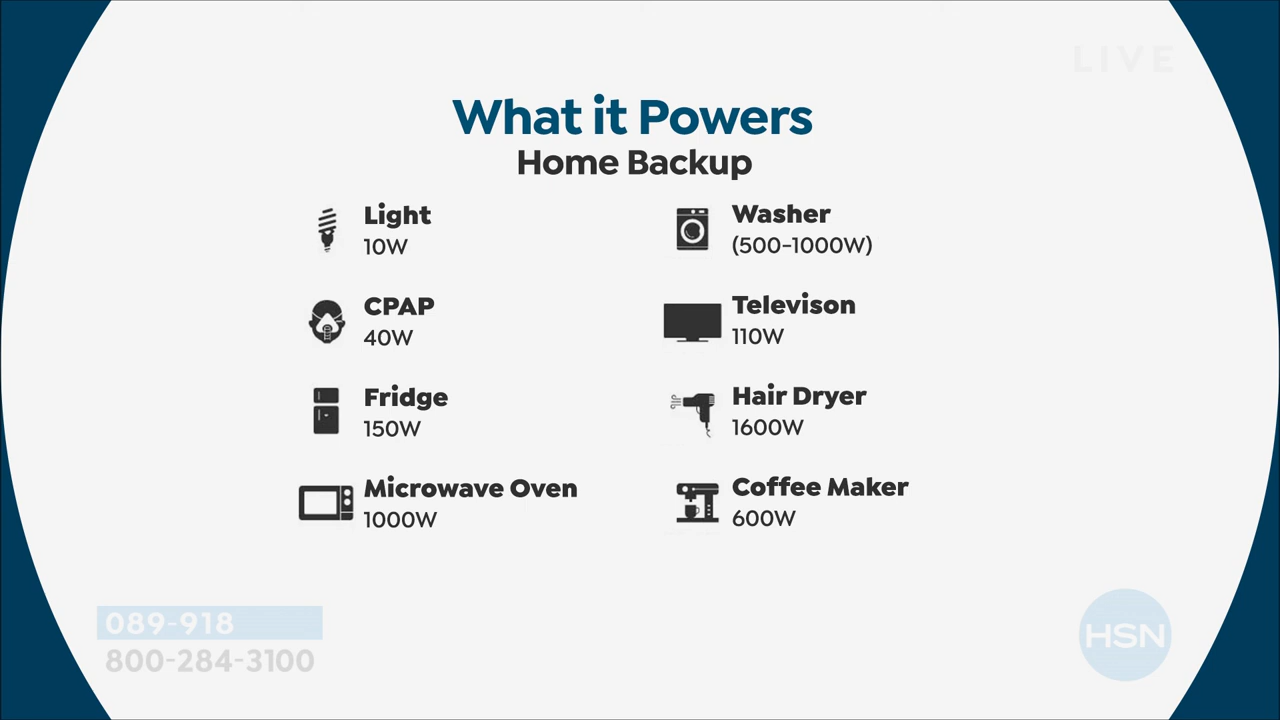 LIVE
What it Powers
Home Backup
Light
10W
CPAP
40W
Fridge
150W
Microwave Oven
1000W
Washer
(500-1000W)
Televison
110W
Hair Dryer
1600W
Coffee Maker
600W
089-918
800-284-3100
HSN